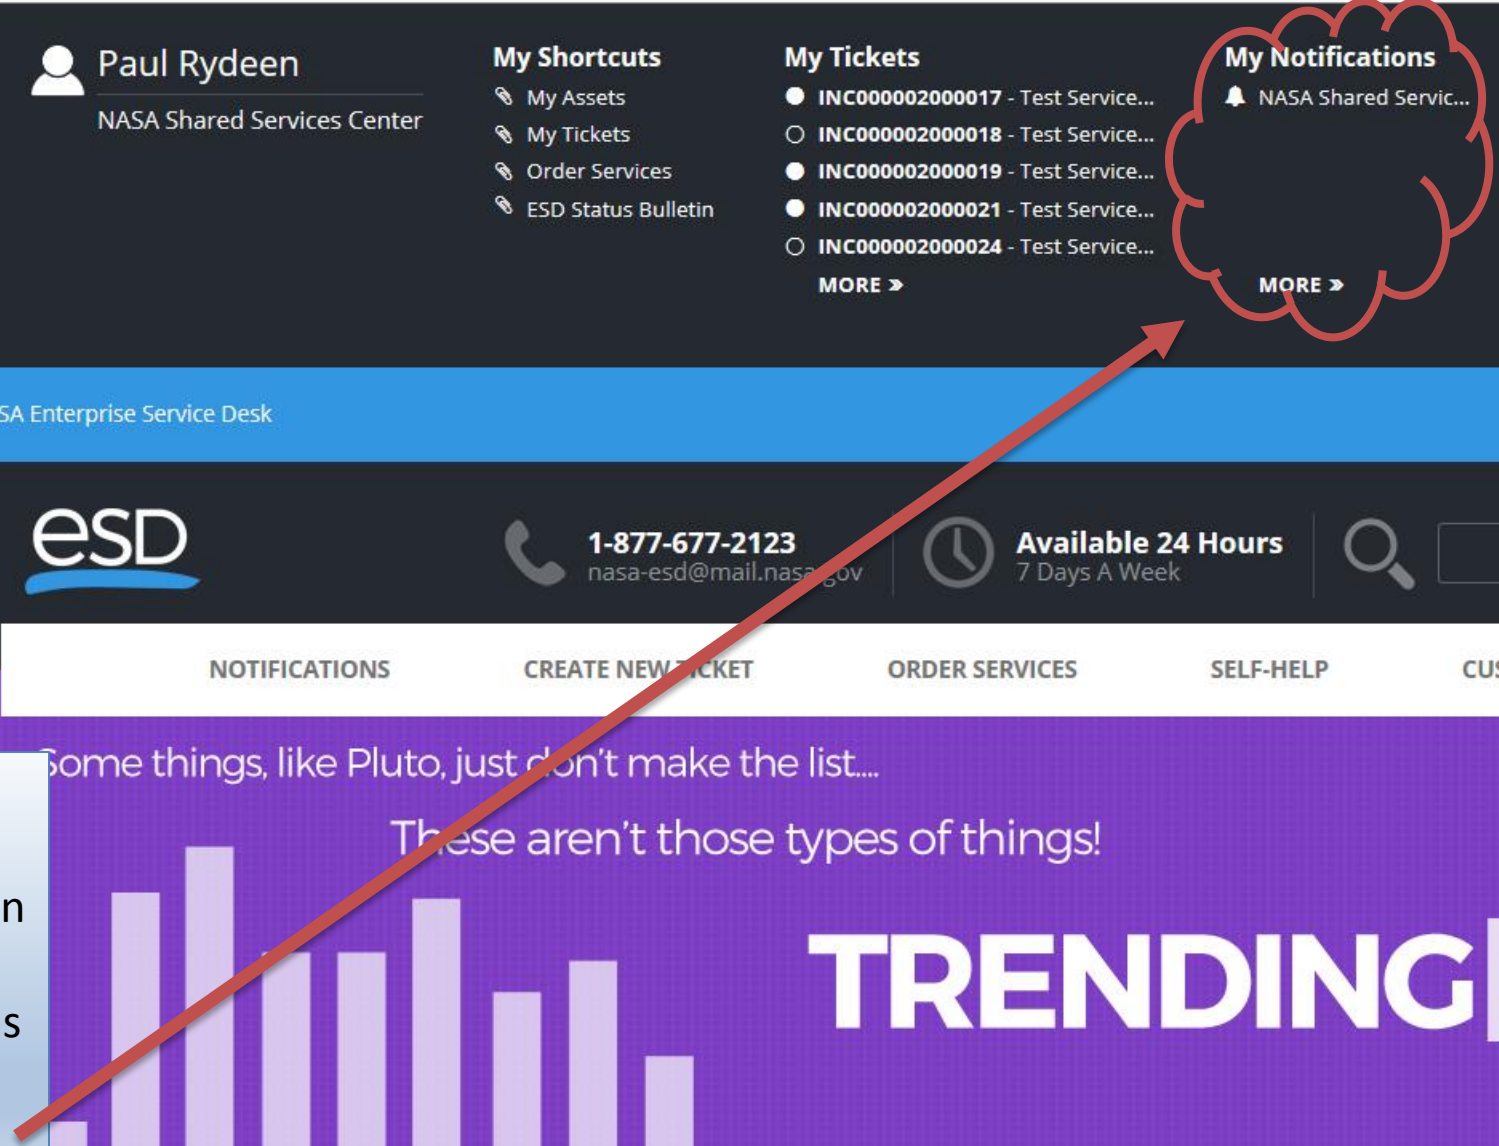 Paul Rydeen
NASA Shared Services Center
My Shortcuts
My Assets
My Tickets
Order Services
ESD Status Bulletin
My Tickets
INC000002000017 - Test Service...
INC000002000018 - Test Service...
INC000002000019 - Test Service...
INC000002000021 - Test Service...
INC000002000024 - Test Service...
MORE »
My Notifications
NASA Shared Servic...
MORE »
SA Enterprise Service Desk
esd
1-877-677-2123
nasa-esd@mail.nasa.gov
Available 24 Hours
7 Days A Week
NOTIFICATIONS
CREATE NEW TICKET
ORDER SERVICES
SELF-HELP
CUS
Some things, like Pluto, just don't make the list....
These aren't those types of things!
TRENDING
n
s